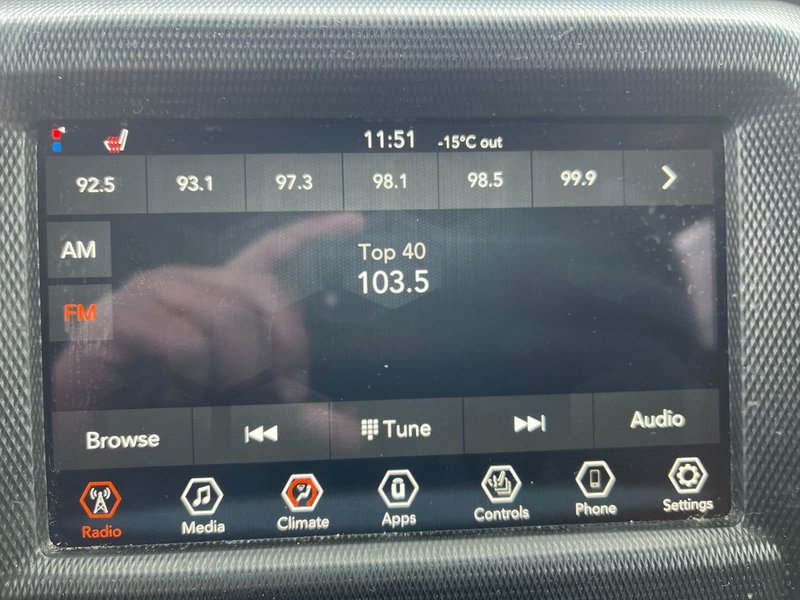 11:51 -15°C out
92.5 93.1 97.3 98.1 98.5 99.9
AM
Top 40
103.5
FM
Browse Tune Audio
Radio Media Climate Apps Controls Phone Settings